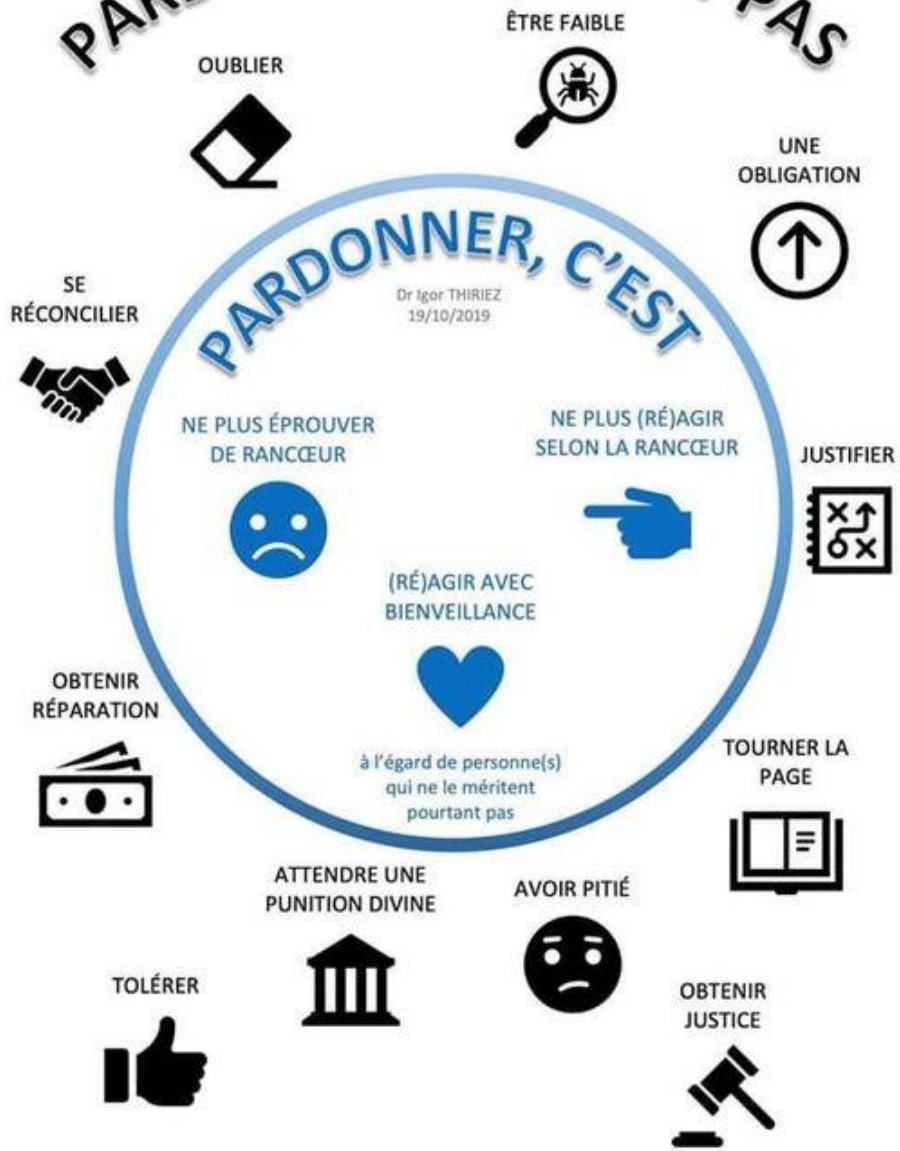 PAS
ÊTRE FAIBLE
OUBLIER
UNE
OBLIGATION
SE
RÉCONCILIER
PARDONNER, C'EST
Dr Igor THIRIEZ
19/10/2019
NE PLUS ÉPROUVER
DE RANCŒUR
NE PLUS (RÉ)AGIR
SELON LA RANCŒUR
JUSTIFIER
(RÉ)AGIR AVEC
BIENVEILLANCE
à l'égard de personne(s)
qui ne le méritent
pourtant pas
OBTENIR
RÉPARATION
TOURNER LA
PAGE
ATTENDRE UNE
PUNITION DIVINE
AVOIR PITIÉ
TOLÉRER
OBTENIR
JUSTICE